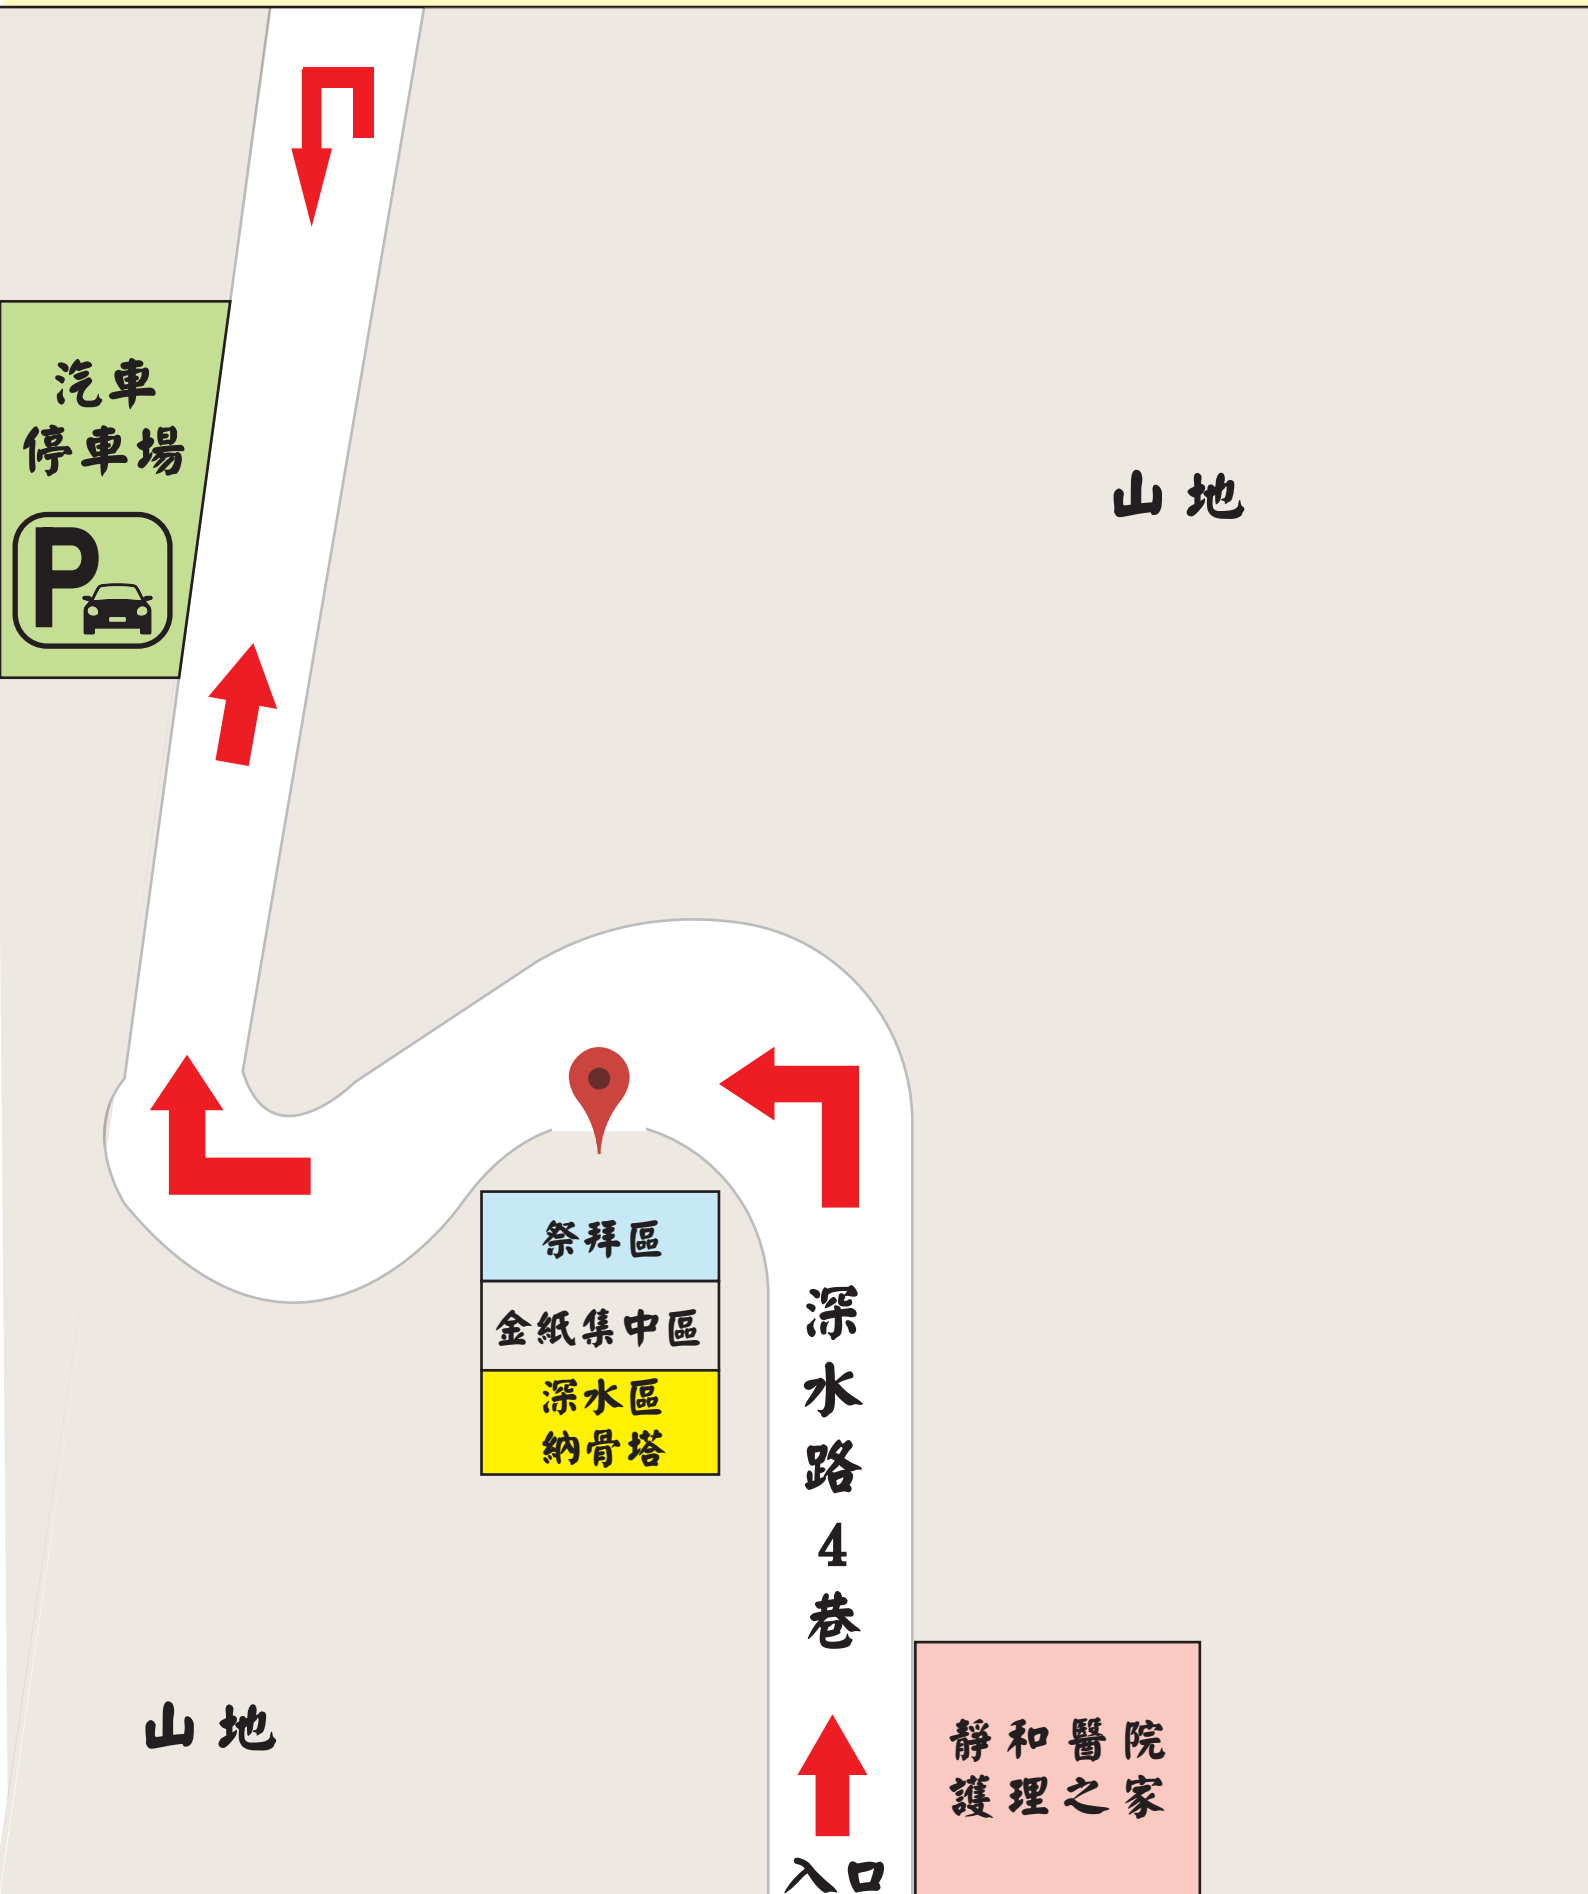 汽車
停車場
P
山地
祭拜區
金紙集中區
深水區
納骨塔
深水路4巷
山地
靜和醫院
護理之家
入口